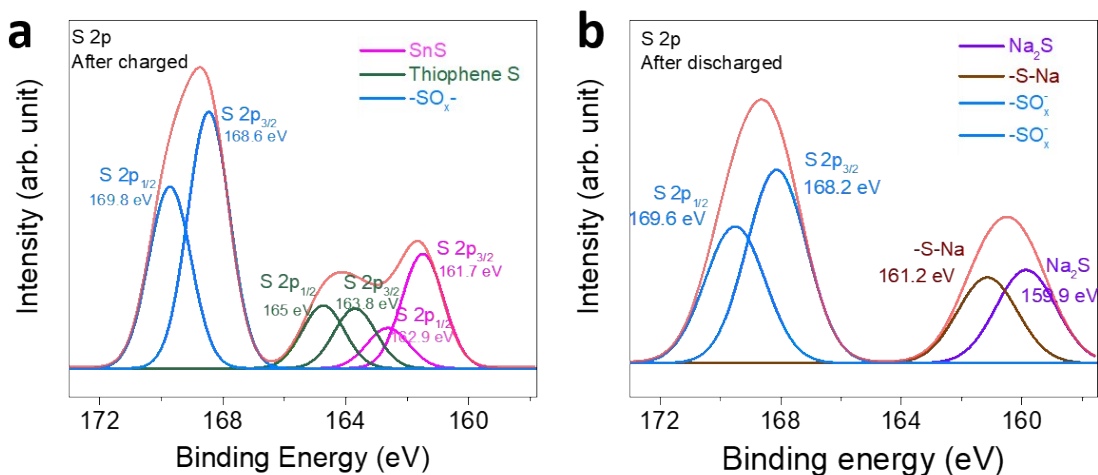 a
S 2p
After charged
SnS
Thiophene S
-SOₓ-
S 2p₃/₂
168.6 eV
S 2p₁/₂
169.8 eV
S 2p₁/₂
165 eV
S 2p₃/₂
163.8 eV
S 2p₃/₂
161.7 eV
S 2p₁/₂
162.9 eV
Intensity (arb. unit)
172 168 164 160
Binding Energy (eV)
b
S 2p
After discharged
Na₂S
-S-Na
-SOₓ⁻
-SOₓ⁻
S 2p₃/₂
168.2 eV
S 2p₁/₂
169.6 eV
-S-Na
161.2 eV
Na₂S
159.9 eV
Intensity (arb. unit)
172 168 164 160
Binding energy (eV)